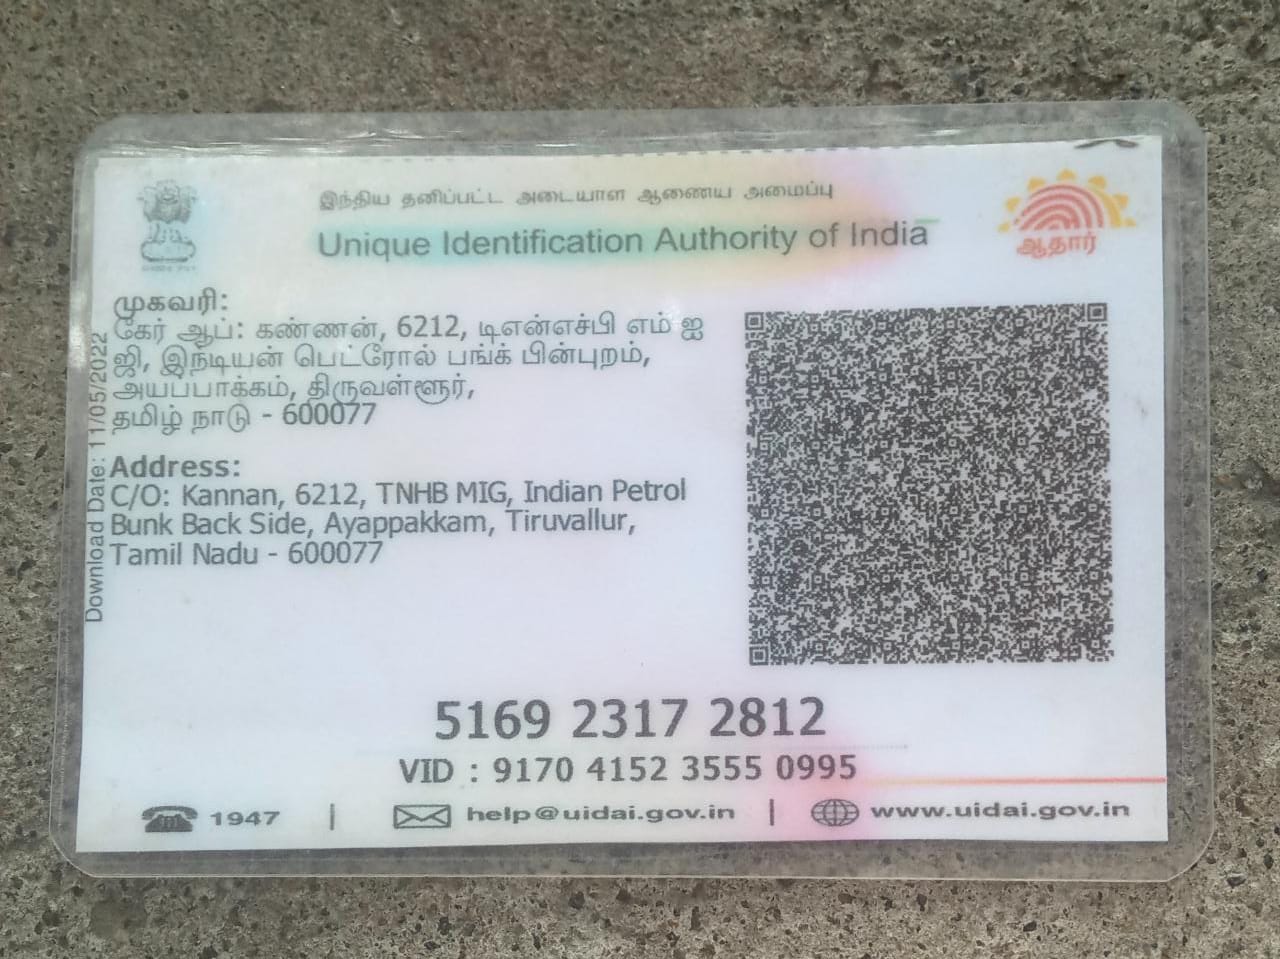 இந்திய தனிப்பட்ட அடையாள ஆணைய அமைப்பு
Unique Identification Authority of India
ஆதார்
முகவரி:
கேர் ஆப்: கண்ணன், 6212, டிஎன்எச்பி எம் ஐ
ஜி, இந்டியன் பெட்ரோல் பங்க் பின்புறம்,
அயப்பாக்கம், திருவள்ளூர்,
தமிழ் நாடு - 600077
Address:
C/O: Kannan, 6212, TNHB MIG, Indian Petrol
Bunk Back Side, Ayappakkam, Tiruvallur,
Tamil Nadu - 600077
Download Date: 11/05/2022
5169 2317 2812
VID : 9170 4152 3555 0995
1947 | help@uidai.gov.in | www.uidai.gov.in